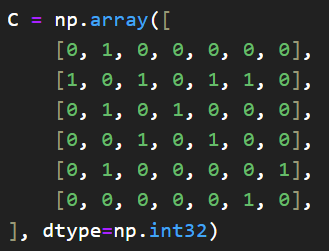 C = np.array([
    [0, 1, 0, 0, 0, 0, 0],
    [1, 0, 1, 0, 1, 1, 0],
    [0, 1, 0, 1, 0, 0, 0],
    [0, 0, 1, 0, 1, 0, 0],
    [0, 1, 0, 0, 0, 0, 1],
    [0, 0, 0, 0, 0, 1, 0],
], dtype=np.int32)